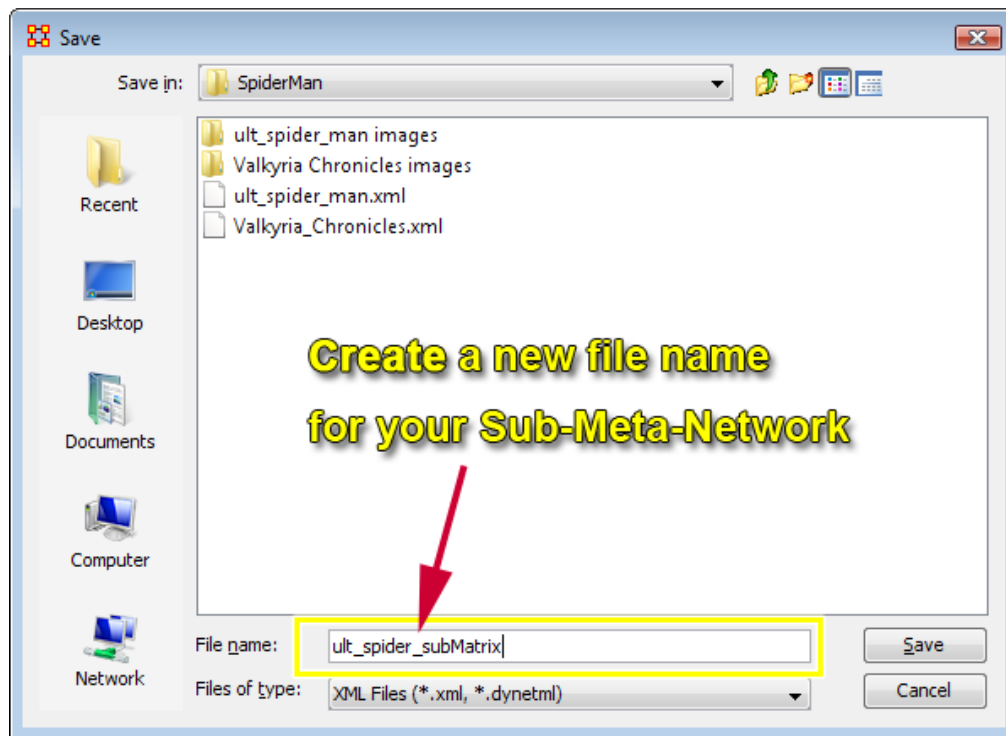 Save
Save in: SpiderMan
ult_spider_man images
Valkyria Chronicles images
ult_spider_man.xml
Valkyria_Chronicles.xml
Recent
Desktop
Documents
Computer
Network
Create a new file name
for your Sub-Meta-Network
File name: ult_spider_subMatrix Save
Files of type: XML Files (*.xml, *.dynetml) Cancel